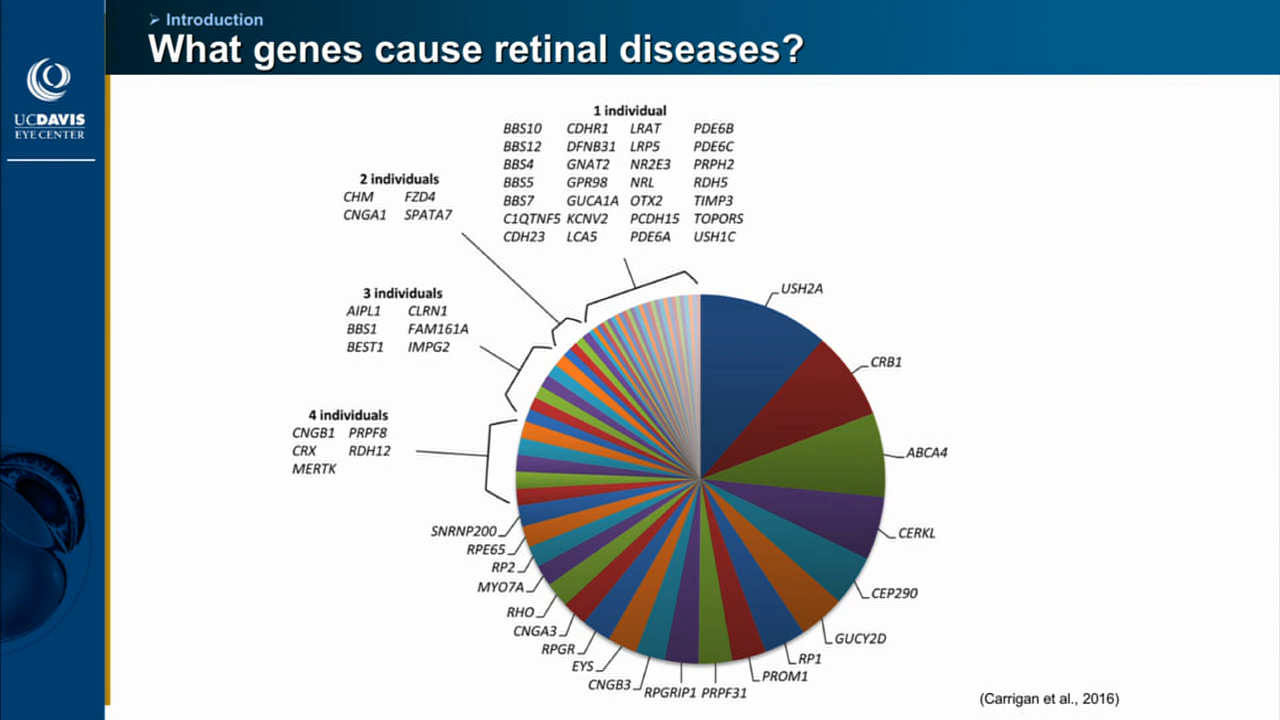 ➢ Introduction
What genes cause retinal diseases?
UCDAVIS
EYE CENTER
1 individual
BBS10 CDHR1 LRAT PDE6B
BBS12 DFNB31 LRP5 PDE6C
BBS4 GNAT2 NR2E3 PRPH2
BBS5 GPR98 NRL RDH5
BBS7 GUCA1A OTX2 TIMP3
C1QTNF5 KCNV2 PCDH15 TOPORS
CDH23 LCA5 PDE6A USH1C
2 individuals
CHM FZD4
CNGA1 SPATA7
3 individuals
AIPL1 CLRN1
BBS1 FAM161A
BEST1 IMPG2
4 individuals
CNGB1 PRPF8
CRX RDH12
MERTK
USH2A
CRB1
ABCA4
CERKL
CEP290
GUCY2D
RP1
PROM1
PRPF31
RPGRIP1
CNGB3
EYS
RPGR
CNGA3
RHO
MYO7A
RP2
RPE65
SNRNP200
(Carrigan et al., 2016)